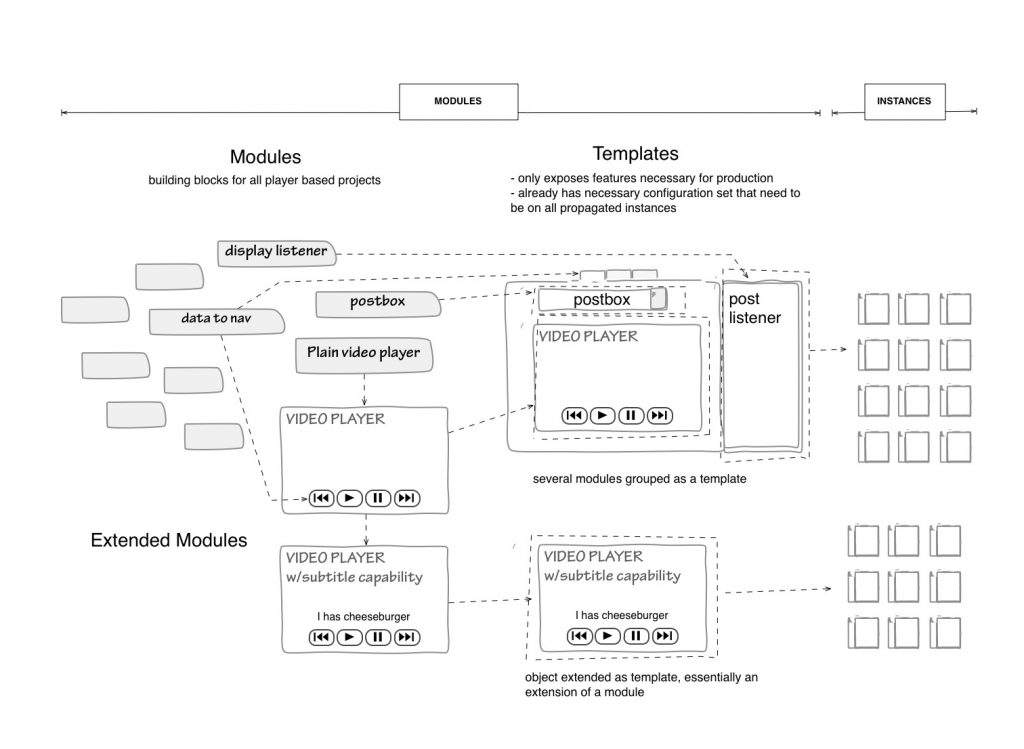 MODULES
INSTANCES
Modules
building blocks for all player based projects
Templates
- only exposes features necessary for production
- already has necessary configuration set that need to
be on all propagated instances
display listener
data to nav
postbox
Plain video player
VIDEO PLAYER
postbox
VIDEO PLAYER
post
listener
several modules grouped as a template
Extended Modules
VIDEO PLAYER
w/subtitle capability
I has cheeseburger
VIDEO PLAYER
w/subtitle capability
I has cheeseburger
object extended as template, essentially an
extension of a module